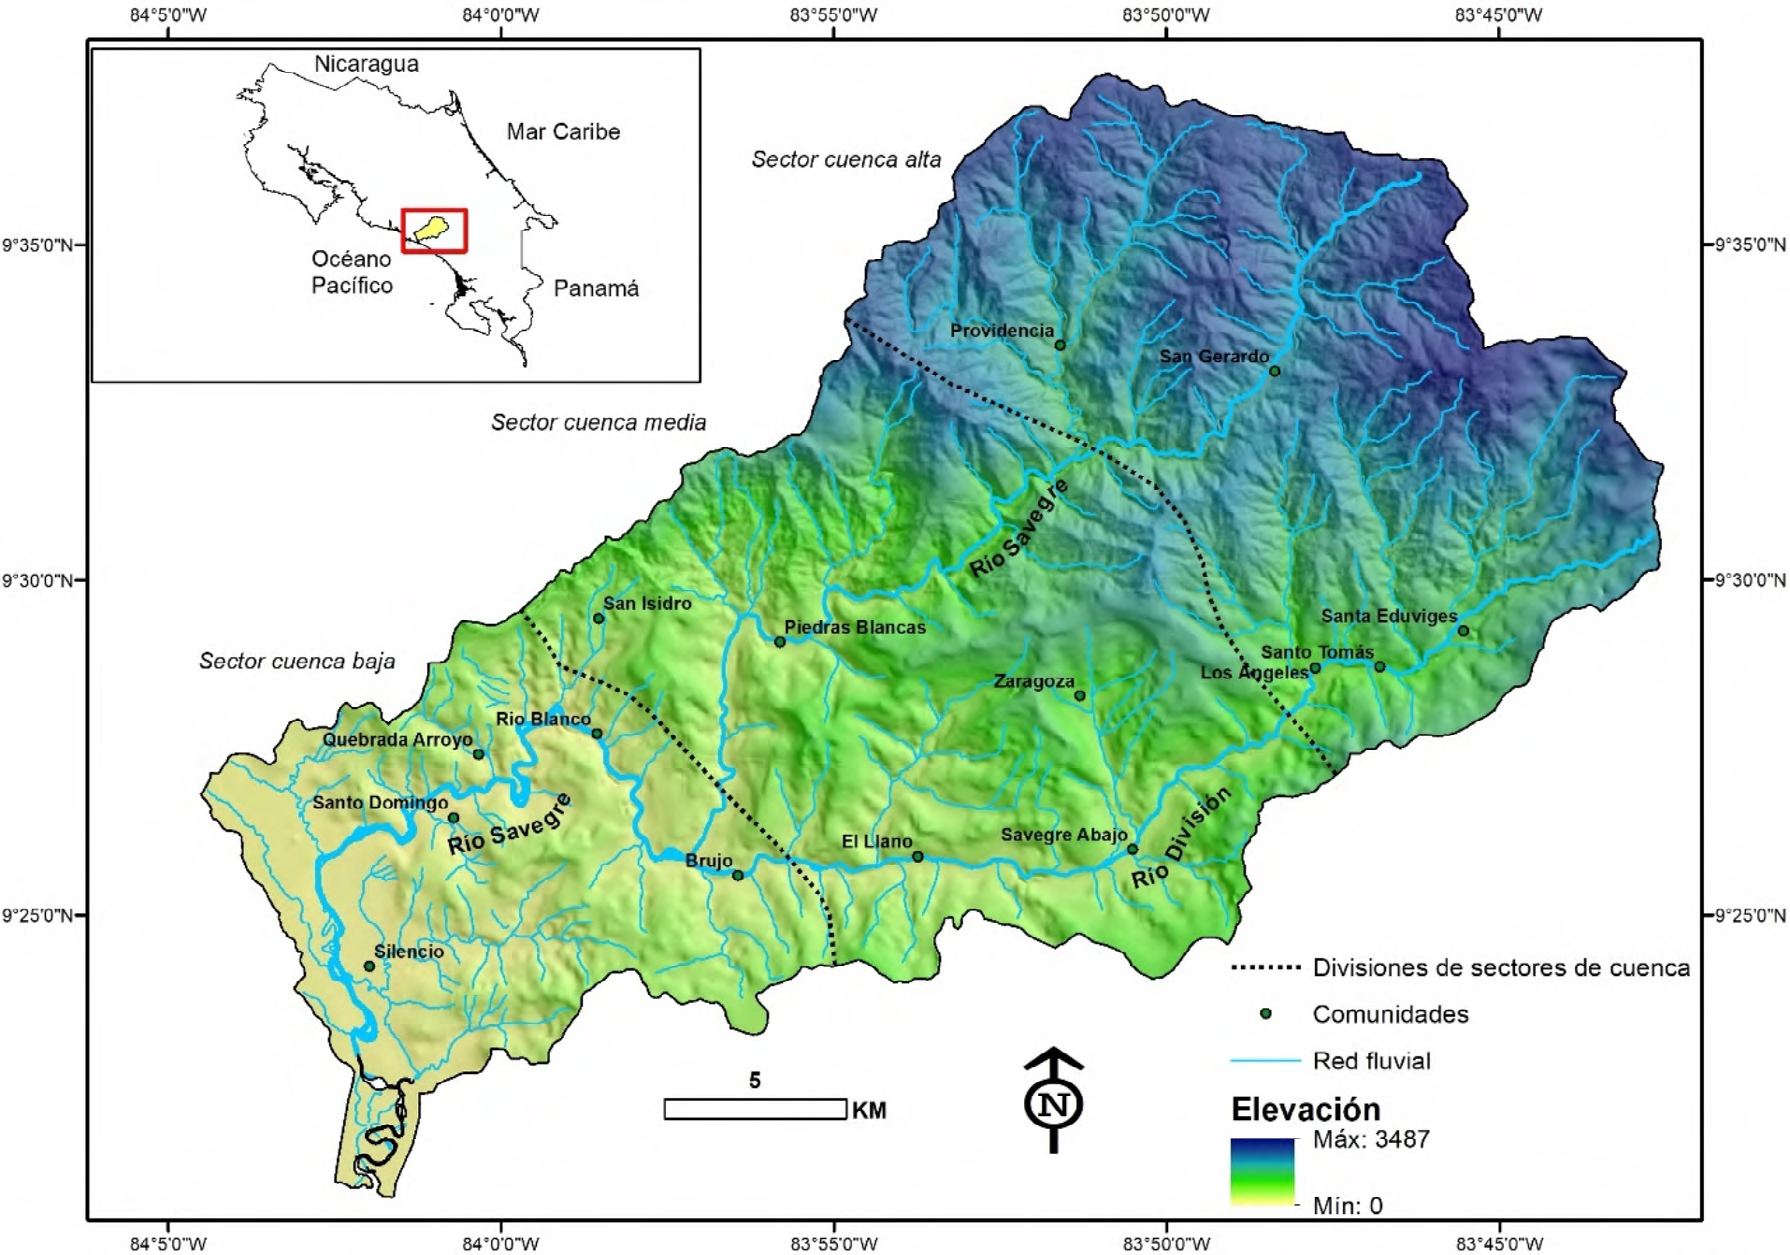 84°5'0"W
84°0'0"W
83°55'0"W
83°50'0"W
83°45'0"W
Nicaragua
Mar Caribe
Océano
Pacífico
Panamá
Sector cuenca alta
9°35'0"N
9°35'0"N
Providencia
San Gerardo
Sector cuenca media
Río Savegre
9°30'0"N
9°30'0"N
San Isidro
Piedras Blancas
Santa Eduviges
Santo Tomás
Los Angeles
Sector cuenca baja
Zaragoza
Rio Blanco
Quebrada Arroyo
Santo Domingo
Río Savegre
Brujo
El Llano
Savegre Abajo
Río División
9°25'0"N
9°25'0"N
Silencio
Divisiones de sectores de cuenca
Comunidades
Red fluvial
5
KM
N
Elevación
Máx: 3487
Mín: 0
84°5'0"W
84°0'0"W
83°55'0"W
83°50'0"W
83°45'0"W